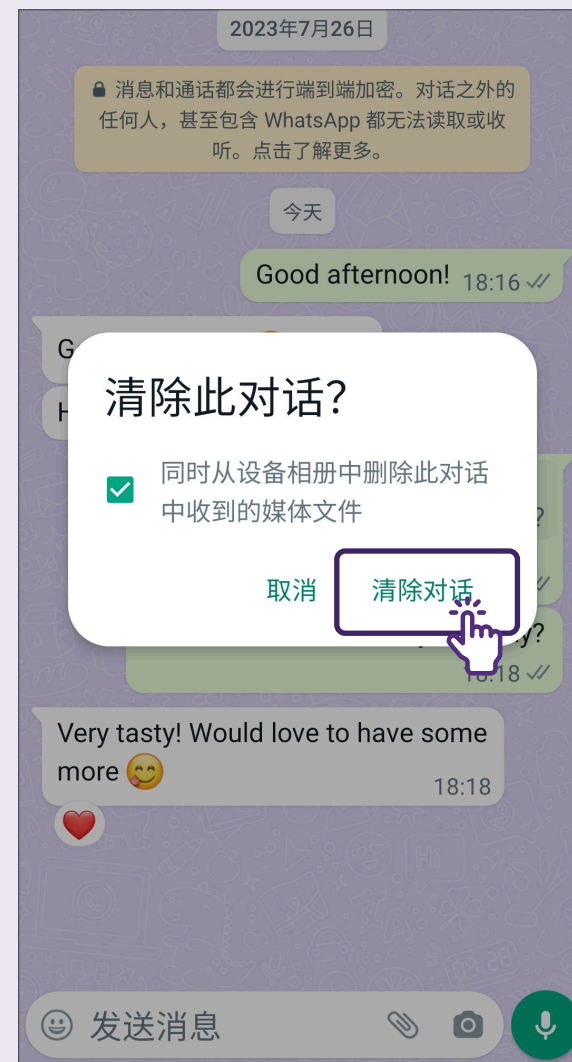 2023年7月26日
消息和通话都会进行端到端加密。对话之外的
任何人，甚至包含 WhatsApp 都无法读取或收
听。点击了解更多。
今天
Good afternoon! 18:16
G
H
清除此对话?
同时从设备相册中删除此对话
中收到的媒体文件
?
取消 清除对话
y?
18:18
Very tasty! Would love to have some
more 😋 18:18
❤️
发送消息